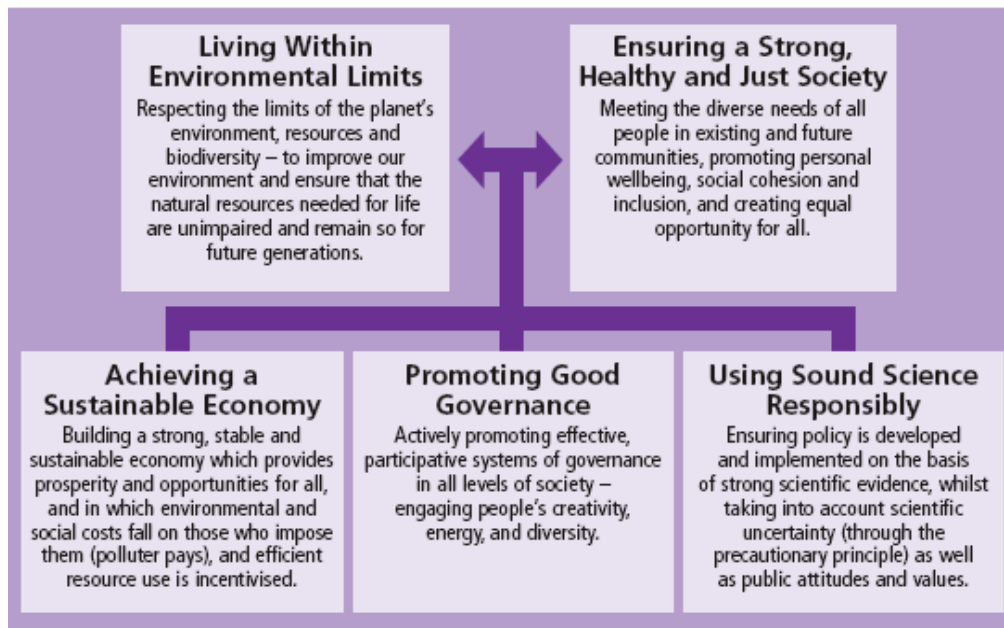 Living Within
Environmental Limits
Respecting the limits of the planet's
environment, resources and
biodiversity – to improve our
environment and ensure that the
natural resources needed for life
are unimpaired and remain so for
future generations.
Ensuring a Strong,
Healthy and Just Society
Meeting the diverse needs of all
people in existing and future
communities, promoting personal
wellbeing, social cohesion and
inclusion, and creating equal
opportunity for all.
Achieving a
Sustainable Economy
Building a strong, stable and
sustainable economy which provides
prosperity and opportunities for all,
and in which environmental and
social costs fall on those who impose
them (polluter pays), and efficient
resource use is incentivised.
Promoting Good
Governance
Actively promoting effective,
participative systems of governance
in all levels of society –
engaging people's creativity,
energy, and diversity.
Using Sound Science
Responsibly
Ensuring policy is developed
and implemented on the basis
of strong scientific evidence, whilst
taking into account scientific
uncertainty (through the
precautionary principle) as well
as public attitudes and values.